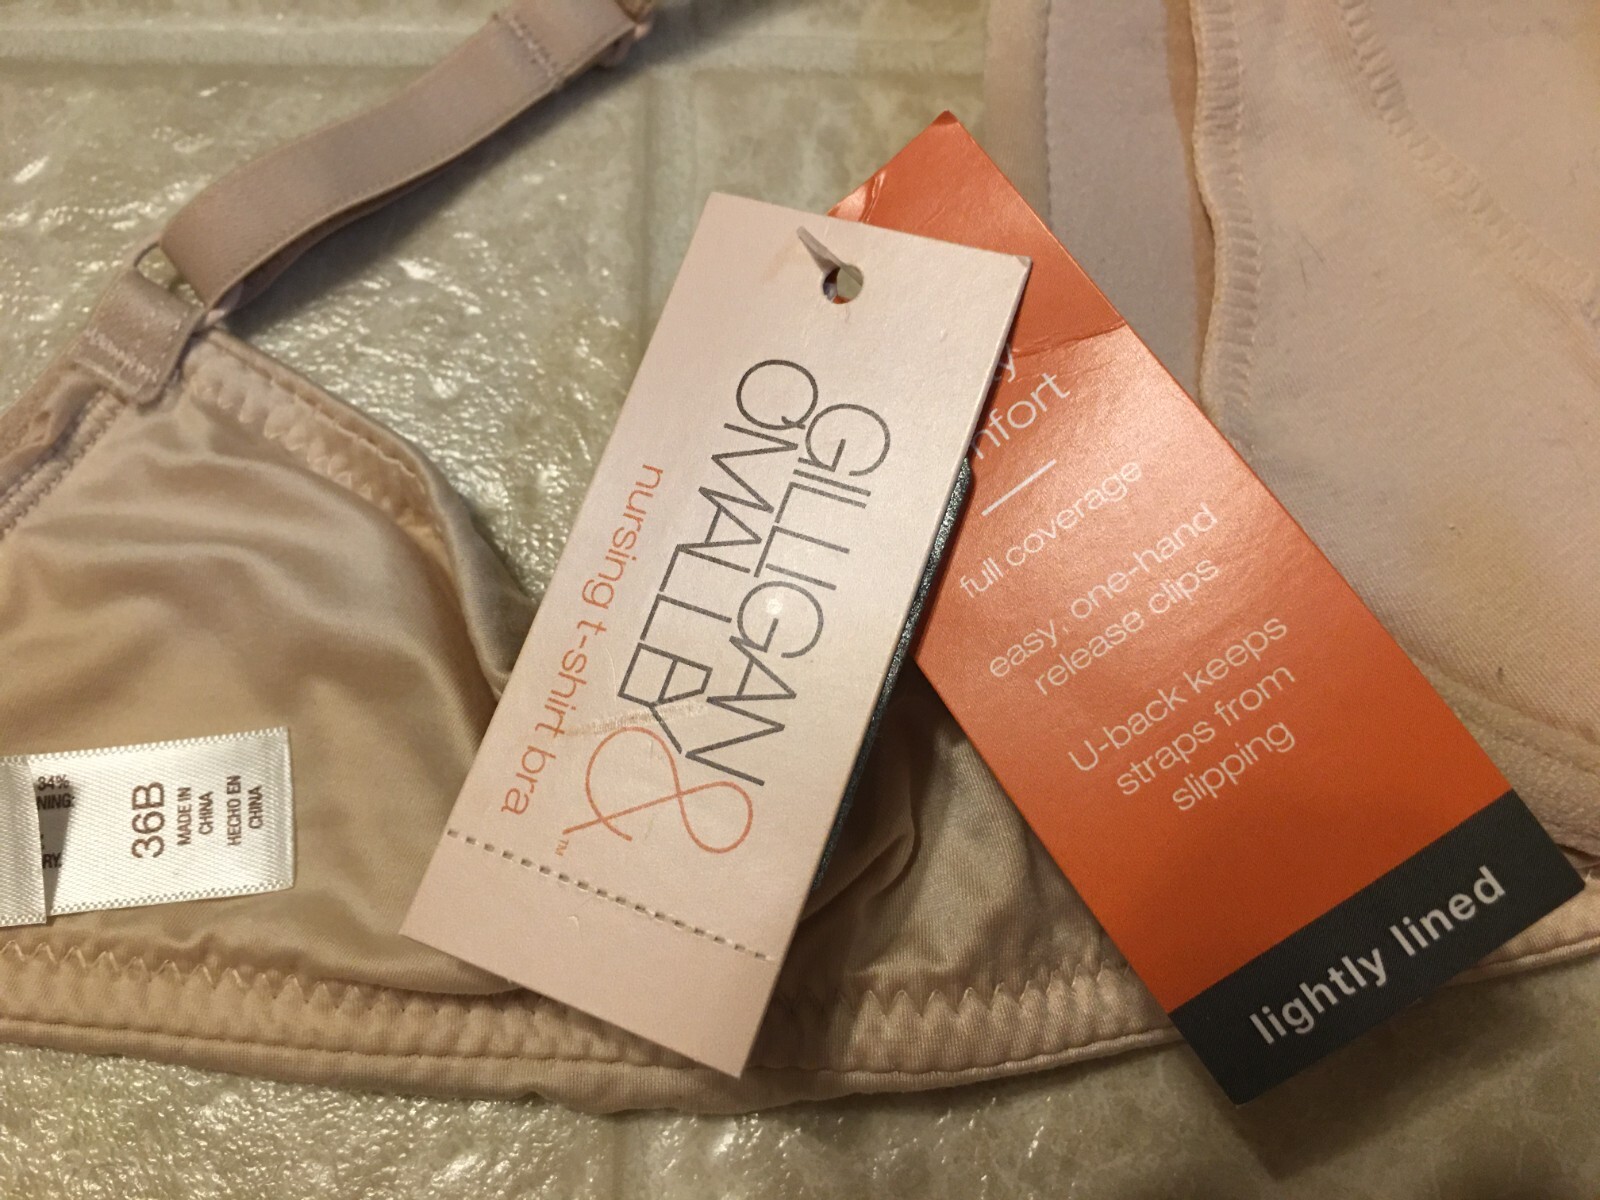 GILLIGAN
O'MALLEY
&
™
nursing t-shirt bra
full coverage
easy, one-hand
release clips
U-back keeps
straps from
slipping
lightly lined
36B
MADE IN
CHINA
HECHO EN
CHINA
34%